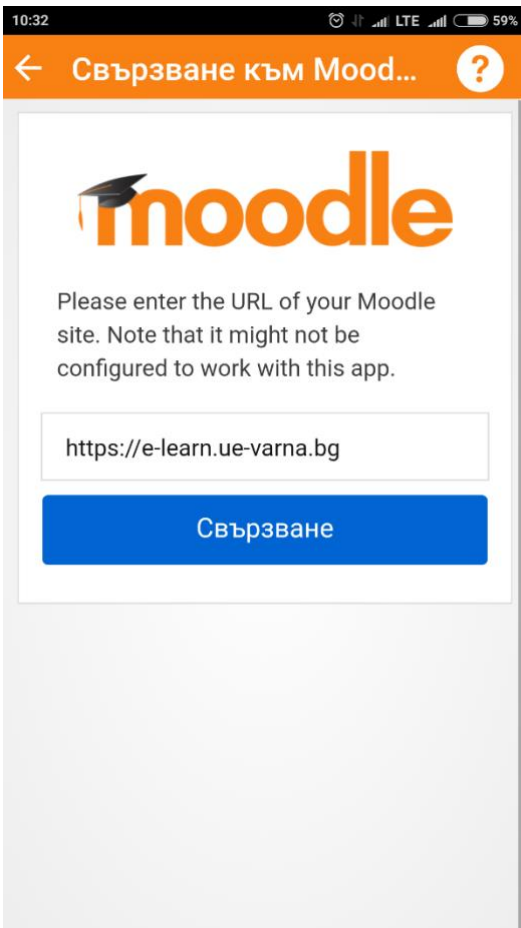 10:32 LTE 59%
Свързване към Mood... ?
moodle
Please enter the URL of your Moodle
site. Note that it might not be
configured to work with this app.
https://e-learn.ue-varna.bg
Свързване